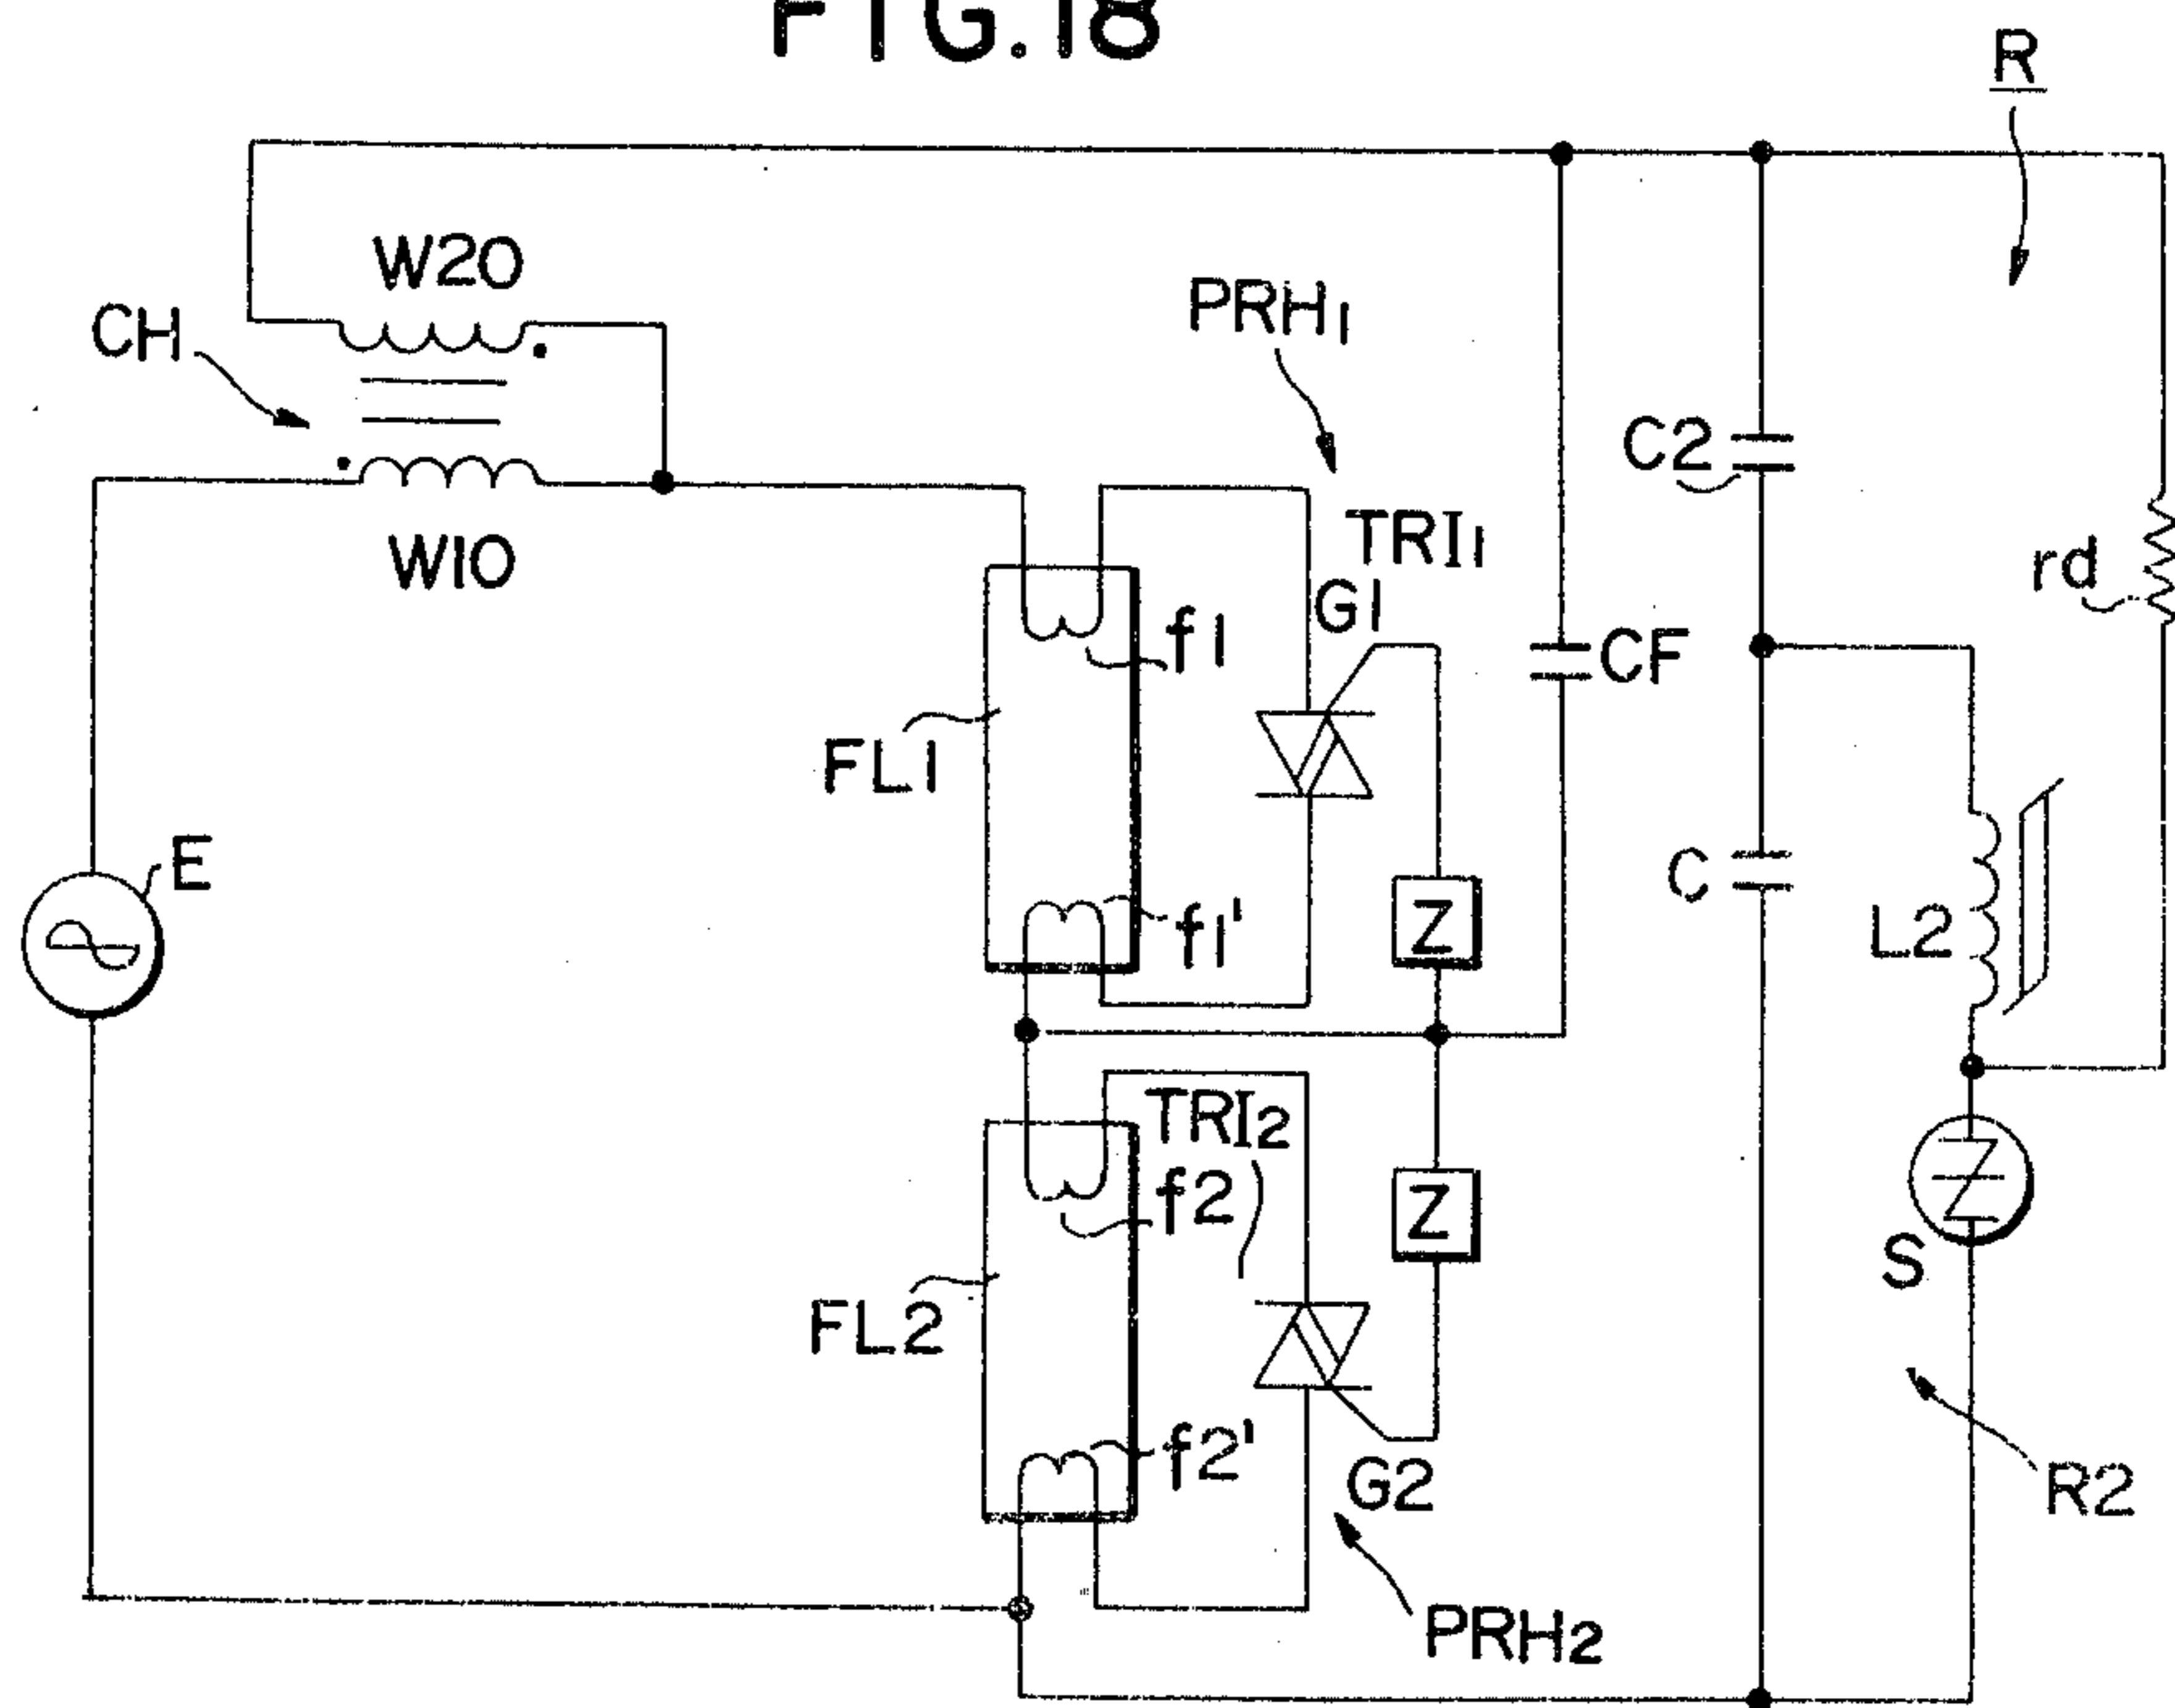 FIG.18
R
W20
CH
PRH1
C2
TRI1
W10
rd
G1
f1
CF
FL1
E
C
f1'
Z
L2
TRI2
f2
Z
S
FL2
f2'
G2
R2
PRH2